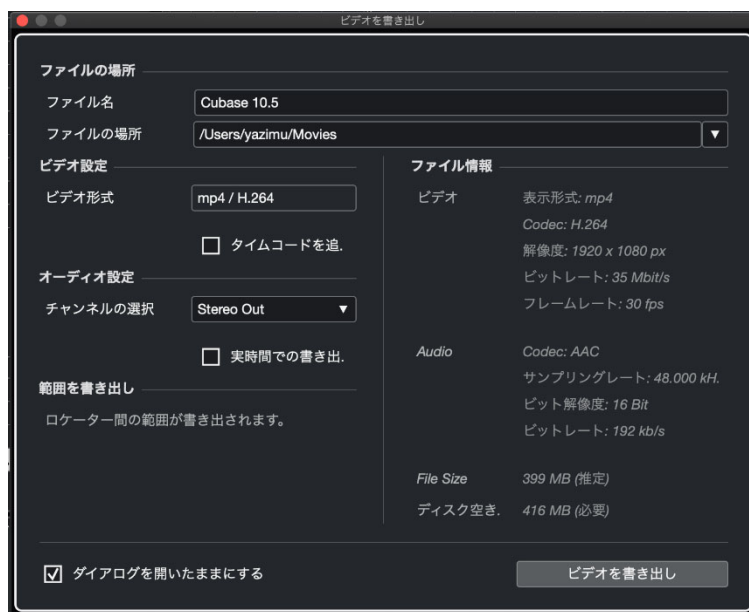 ビデオを書き出し
ファイルの場所
ファイル名
Cubase 10.5
ファイルの場所
/Users/yazimu/Movies
ビデオ設定
ビデオ形式
mp4 / H.264
タイムコードを追.
オーディオ設定
チャンネルの選択
Stereo Out
実時間での書き出.
範囲を書き出し
ロケーター間の範囲が書き出されます。
ファイル情報
ビデオ
表示形式: mp4
Codec: H.264
解像度: 1920 x 1080 px
ビットレート: 35 Mbit/s
フレームレート: 30 fps
Audio
Codec: AAC
サンプリングレート: 48.000 kH.
ビット解像度: 16 Bit
ビットレート: 192 kb/s
File Size
399 MB (推定)
ディスク空き.
416 MB (必要)
ダイアログを開いたままにする
ビデオを書き出し